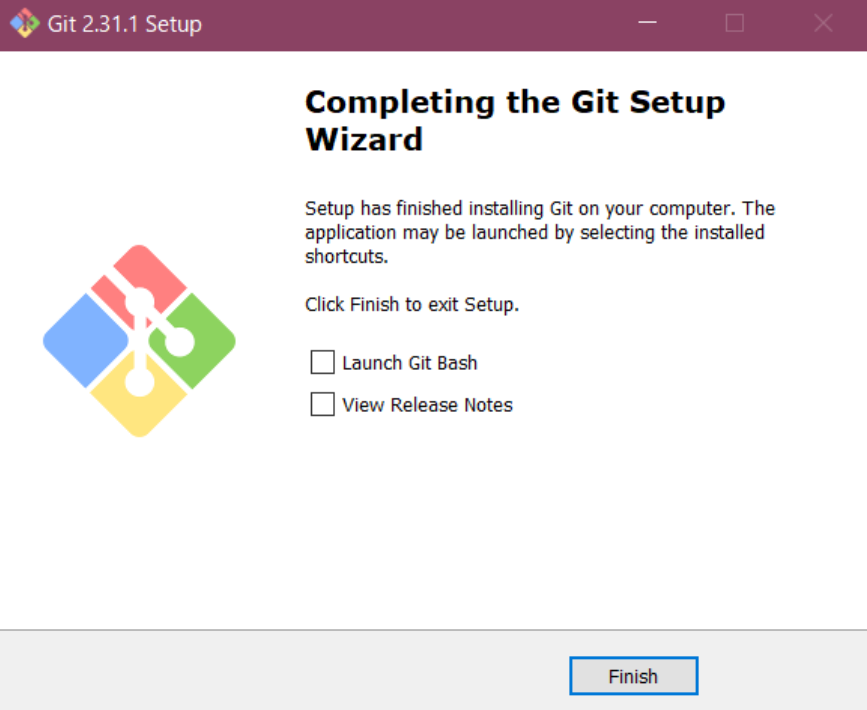 Git 2.31.1 Setup
Completing the Git Setup
Wizard
Setup has finished installing Git on your computer. The
application may be launched by selecting the installed
shortcuts.
Click Finish to exit Setup.
Launch Git Bash
View Release Notes
Finish